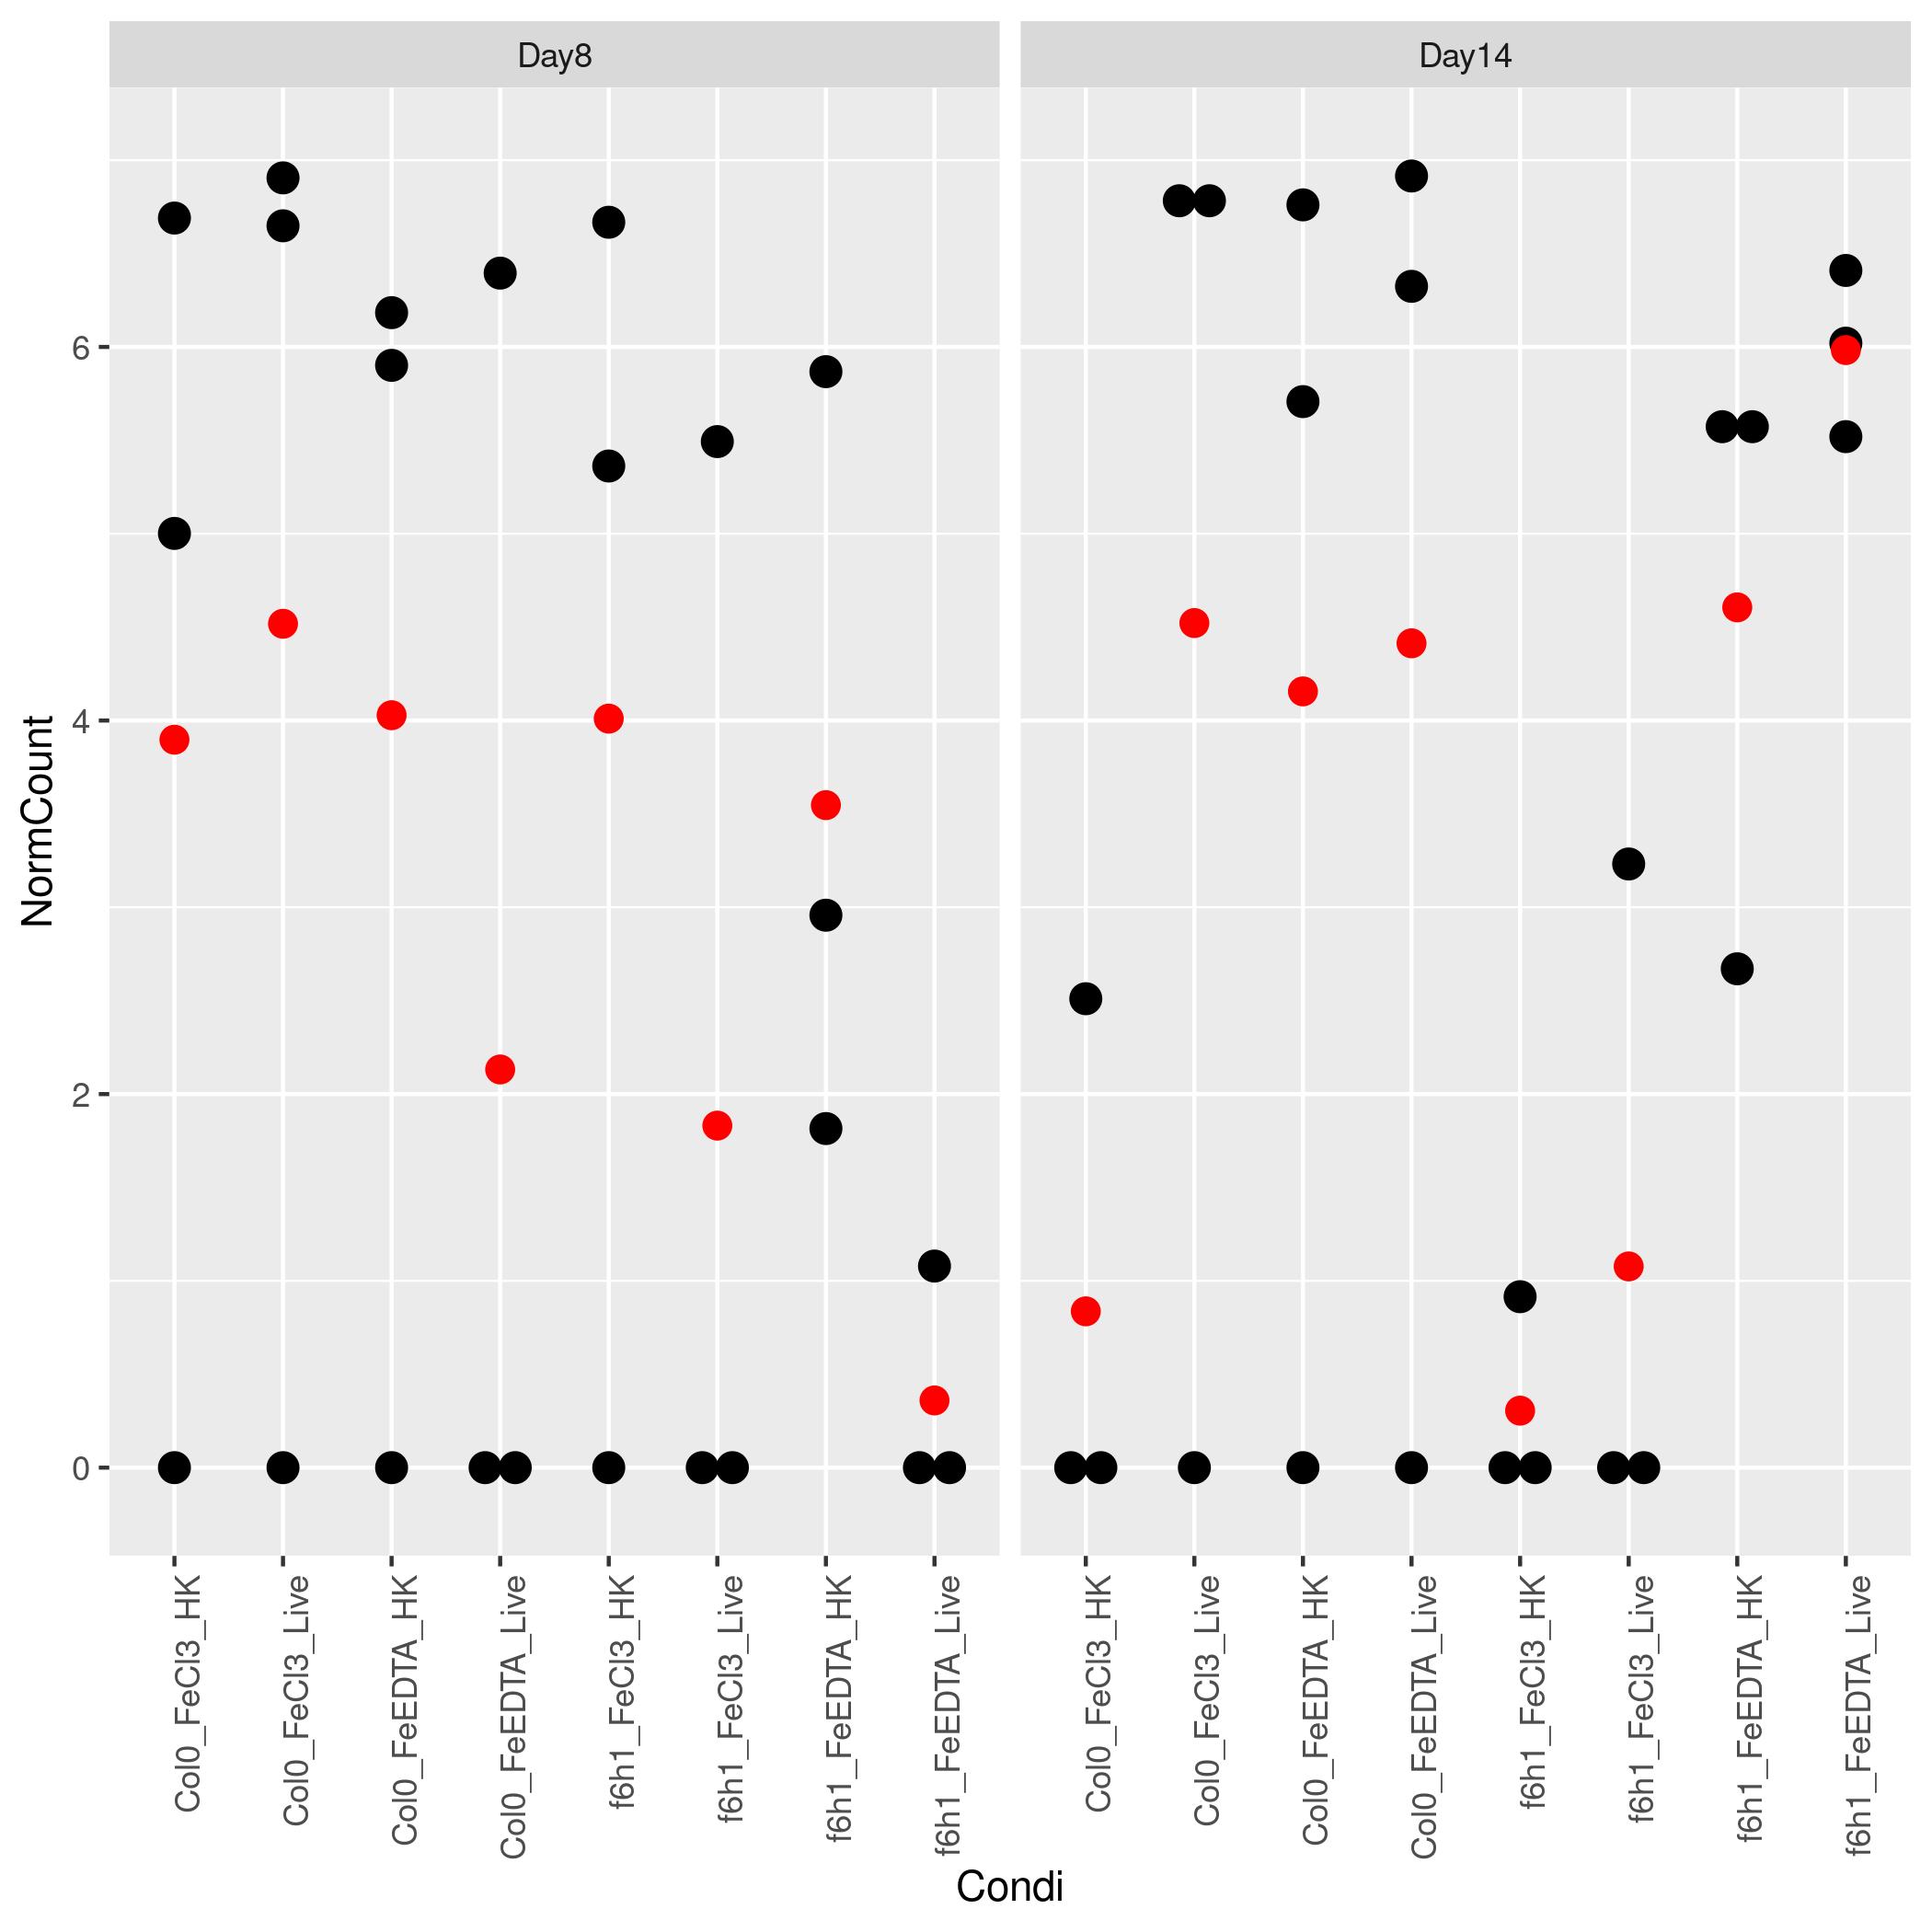 Day8
Day14
NormCount
6
4
2
0
Col0_FeCl3_HK
Col0_FeCl3_Live
Col0_FeEDTA_HK
Col0_FeEDTA_Live
f6h1_FeCl3_HK
f6h1_FeCl3_Live
f6h1_FeEDTA_HK
f6h1_FeEDTA_Live
Col0_FeCl3_HK
Col0_FeCl3_Live
Col0_FeEDTA_HK
Col0_FeEDTA_Live
f6h1_FeCl3_HK
f6h1_FeCl3_Live
f6h1_FeEDTA_HK
f6h1_FeEDTA_Live
Condi